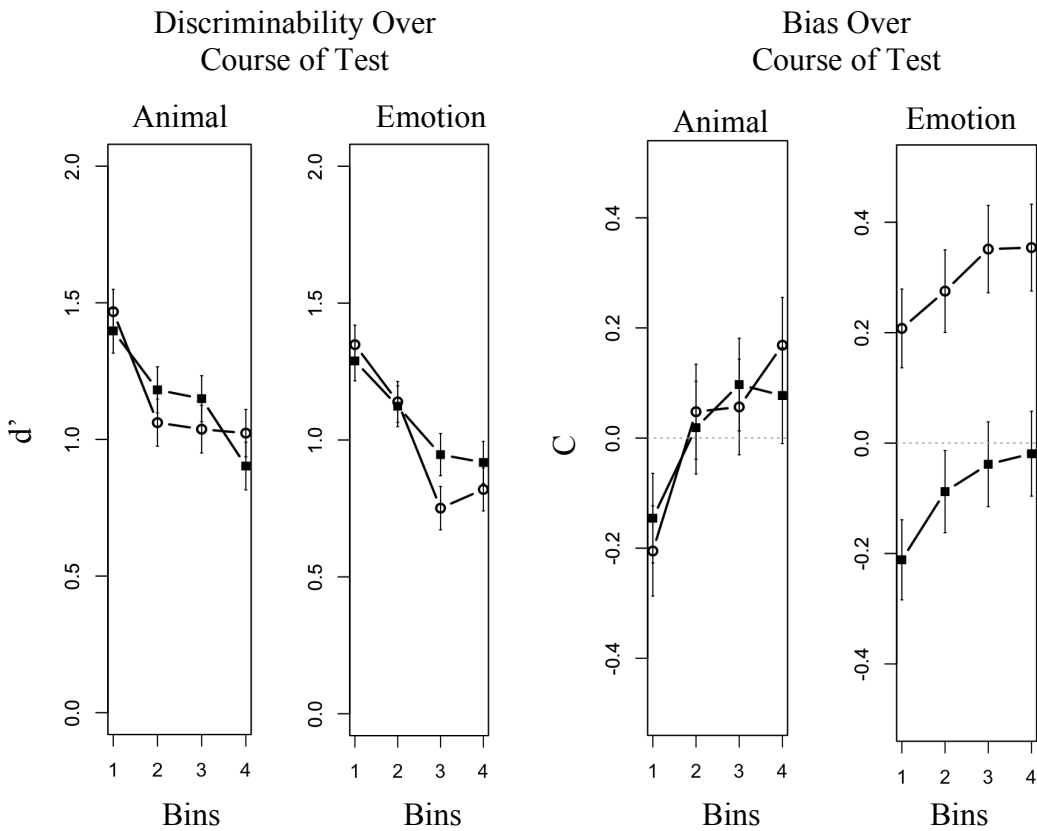 Discriminability Over
Course of Test
Bias Over
Course of Test
Animal
Emotion
Animal
Emotion
d’
2.0
1.5
1.0
0.5
0.0
1 2 3 4
Bins
2.0
1.5
1.0
0.5
0.0
1 2 3 4
Bins
C
0.4
0.2
0.0
-0.2
-0.4
1 2 3 4
Bins
0.4
0.2
0.0
-0.2
-0.4
1 2 3 4
Bins